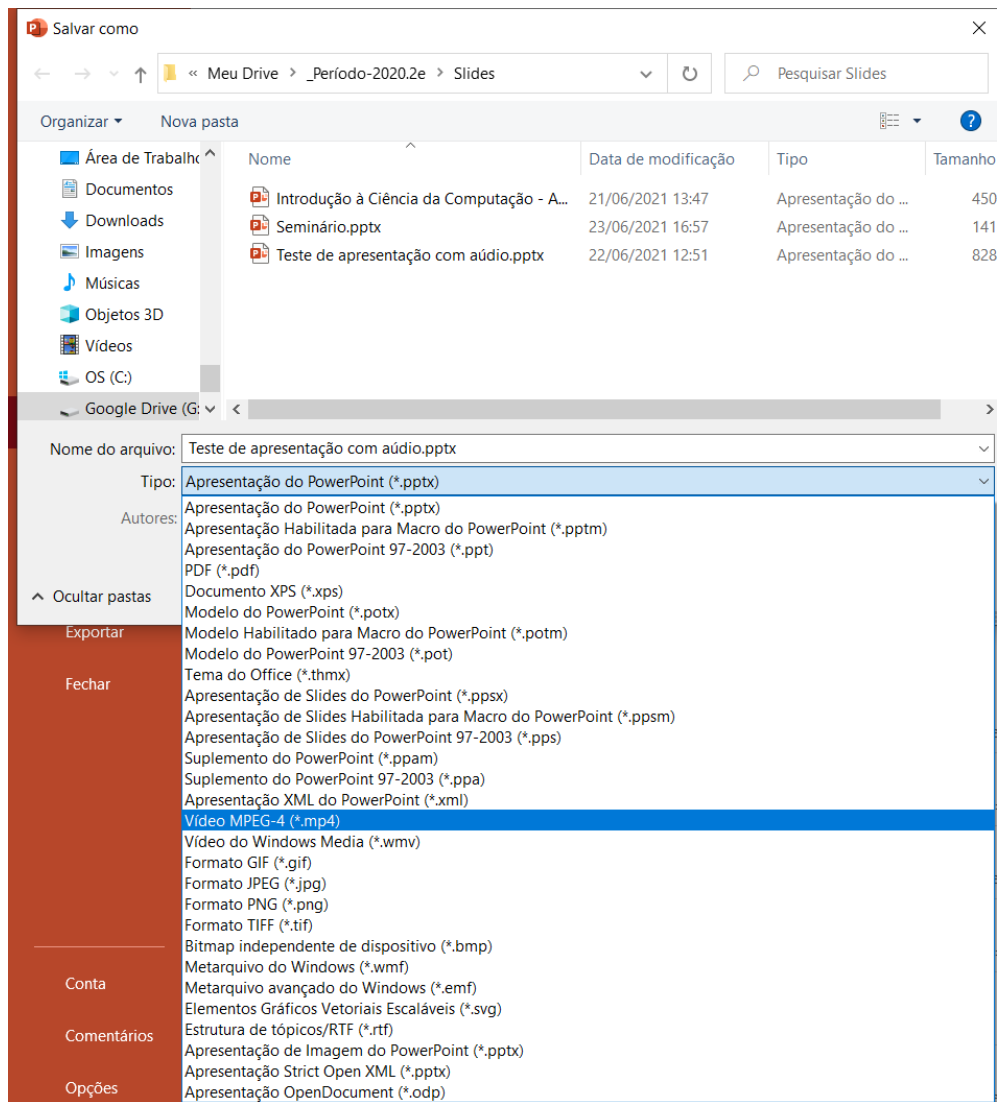 Salvar como
« Meu Drive > _Período-2020.2e > Slides
Pesquisar Slides
Organizar
Nova pasta
Área de Trabalho
Documentos
Downloads
Imagens
Músicas
Objetos 3D
Vídeos
OS (C:)
Google Drive (G:
Nome Data de modificação Tipo Tamanho
Introdução à Ciência da Computação - A... 21/06/2021 13:47 Apresentação do ... 450
Seminário.pptx 23/06/2021 16:57 Apresentação do ... 141
Teste de apresentação com aúdio.pptx 22/06/2021 12:51 Apresentação do ... 828
Nome do arquivo: Teste de apresentação com aúdio.pptx
Tipo: Apresentação do PowerPoint (*.pptx)
Autores:
Ocultar pastas
Apresentação do PowerPoint (*.pptx)
Apresentação Habilitada para Macro do PowerPoint (*.pptm)
Apresentação do PowerPoint 97-2003 (*.ppt)
PDF (*.pdf)
Documento XPS (*.xps)
Modelo do PowerPoint (*.potx)
Modelo Habilitado para Macro do PowerPoint (*.potm)
Modelo do PowerPoint 97-2003 (*.pot)
Tema do Office (*.thmx)
Apresentação de Slides do PowerPoint (*.ppsx)
Apresentação de Slides Habilitada para Macro do PowerPoint (*.ppsm)
Apresentação de Slides do PowerPoint 97-2003 (*.pps)
Suplemento do PowerPoint (*.ppam)
Suplemento do PowerPoint 97-2003 (*.ppa)
Apresentação XML do PowerPoint (*.xml)
Vídeo MPEG-4 (*.mp4)
Vídeo do Windows Media (*.wmv)
Formato GIF (*.gif)
Formato JPEG (*.jpg)
Formato PNG (*.png)
Formato TIFF (*.tif)
Bitmap independente de dispositivo (*.bmp)
Metarquivo do Windows (*.wmf)
Metarquivo avançado do Windows (*.emf)
Elementos Gráficos Vetoriais Escaláveis (*.svg)
Estrutura de tópicos/RTF (*.rtf)
Apresentação de Imagem do PowerPoint (*.pptx)
Apresentação Strict Open XML (*.pptx)
Apresentação OpenDocument (*.odp)
Exportar
Fechar
Conta
Comentários
Opções